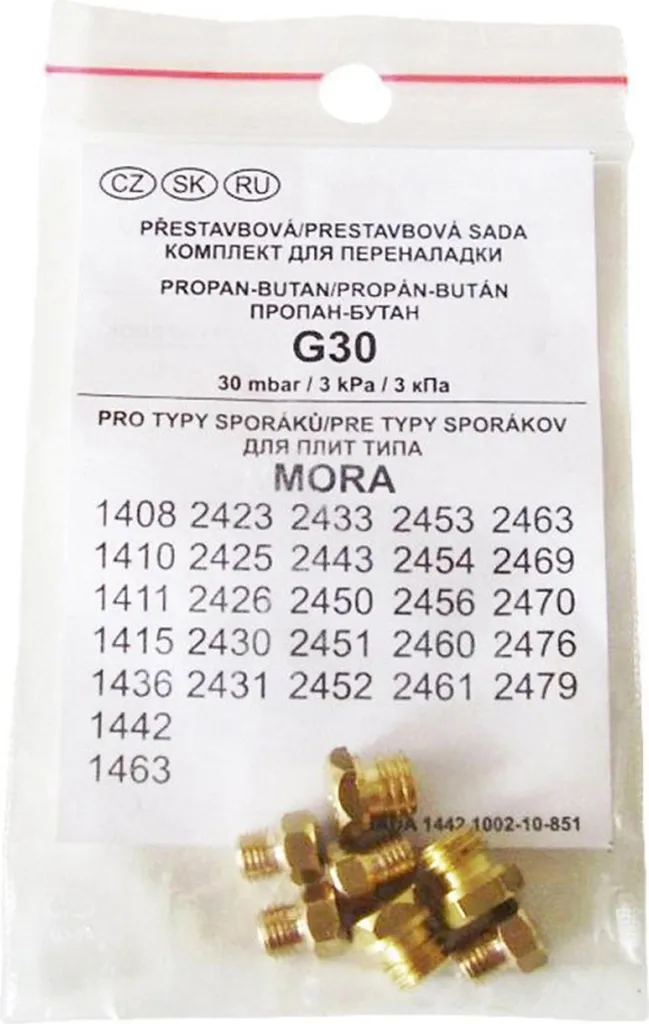 CZ SK RU
PŘESTAVBOVÁ/PRESTAVBOVÁ SADA
КОМПЛЕКТ ДЛЯ ПЕРЕНАЛАДКИ
PROPAN-BUTAN/PROPÁN-BUTÁN
ПРОПАН-БУТАН
G30
30 mbar / 3 kPa / 3 кПа
PRO TYPY SPORÁKŮ/PRE TYPY SPORÁKOV
ДЛЯ ПЛИТ ТИПА
MORA
1408 2423 2433 2453 2463
1410 2425 2443 2454 2469
1411 2426 2450 2456 2470
1415 2430 2451 2460 2476
1436 2431 2452 2461 2479
1442
1463
1442 1002-10-851